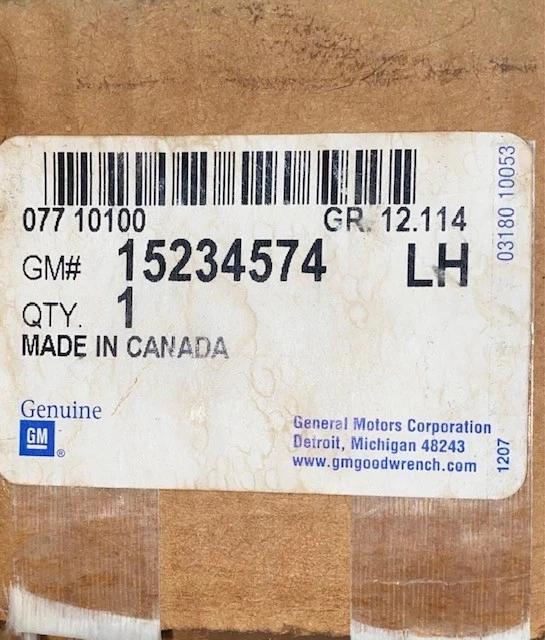 077 10100 GR. 12.114
GM# 15234574 LH
QTY. 1
MADE IN CANADA
Genuine
GM ®
General Motors Corporation
Detroit, Michigan 48243
www.gmgoodwrench.com
03180 10053
1207